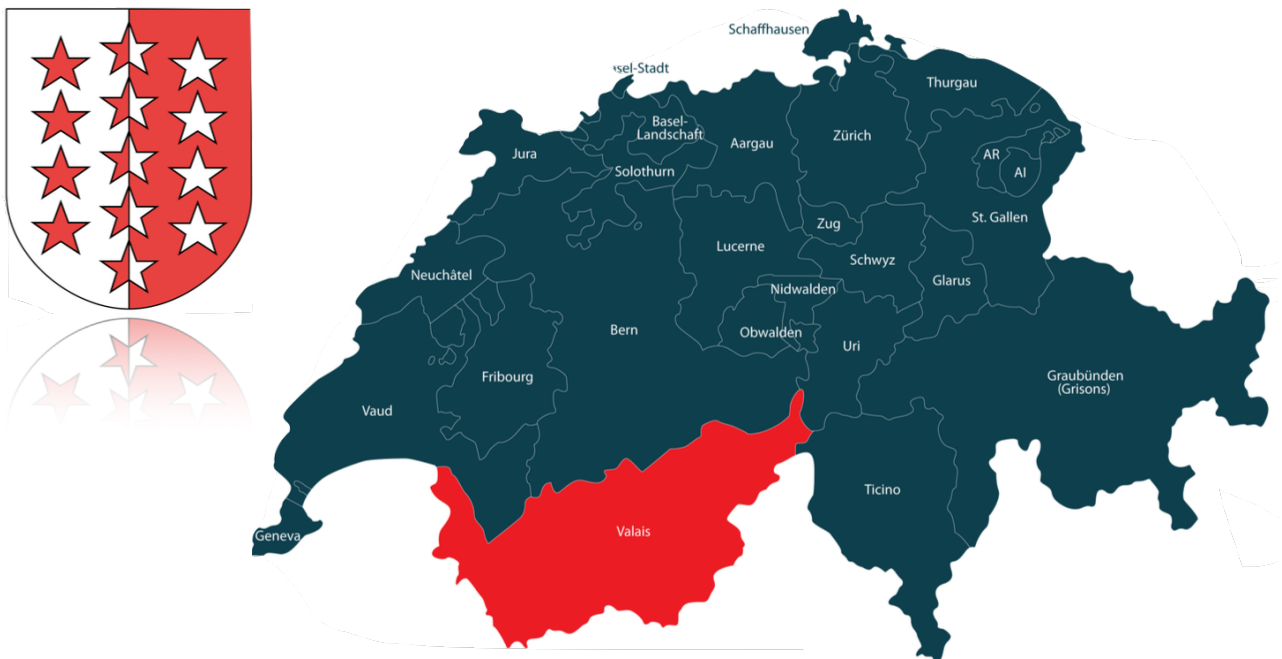 Schaffhausen
sel-Stadt
Thurgau
Basel-
Landschaft
Zürich
Aargau
Jura
AR
AI
Solothurn
St. Gallen
Zug
Lucerne
Schwyz
Neuchâtel
Glarus
Nidwalden
Bern
Obwalden
Uri
Fribourg
Graubünden
(Grisons)
Vaud
Ticino
Valais
Geneva